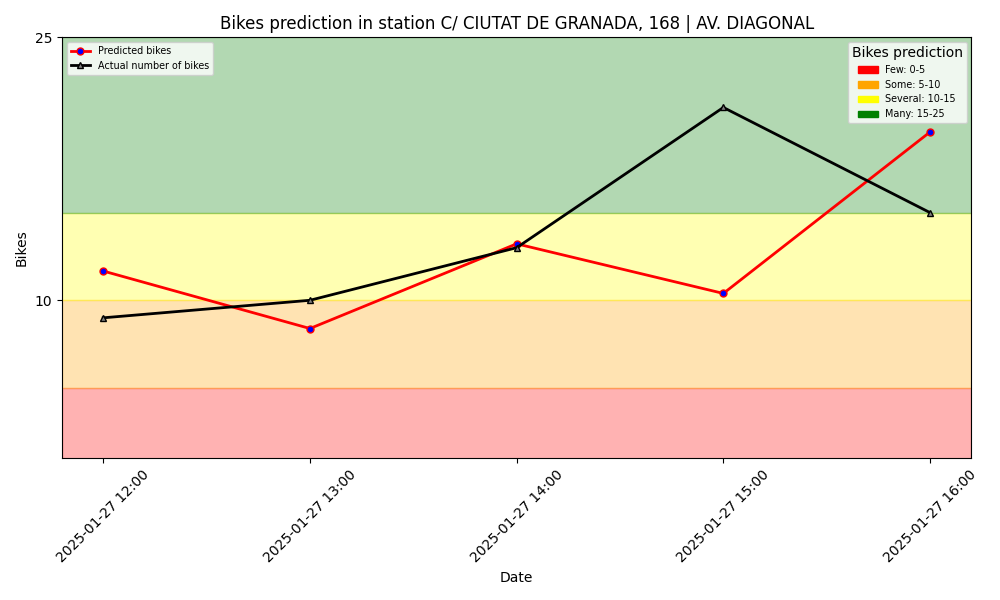 Bikes prediction in station C/ CIUTAT DE GRANADA, 168 | AV. DIAGONAL
25
Predicted bikes
Actual number of bikes
Bikes prediction
Few: 0-5
Some: 5-10
Several: 10-15
Many: 15-25
Bikes
10
2025-01-27 12:00
2025-01-27 13:00
2025-01-27 14:00
2025-01-27 15:00
2025-01-27 16:00
Date